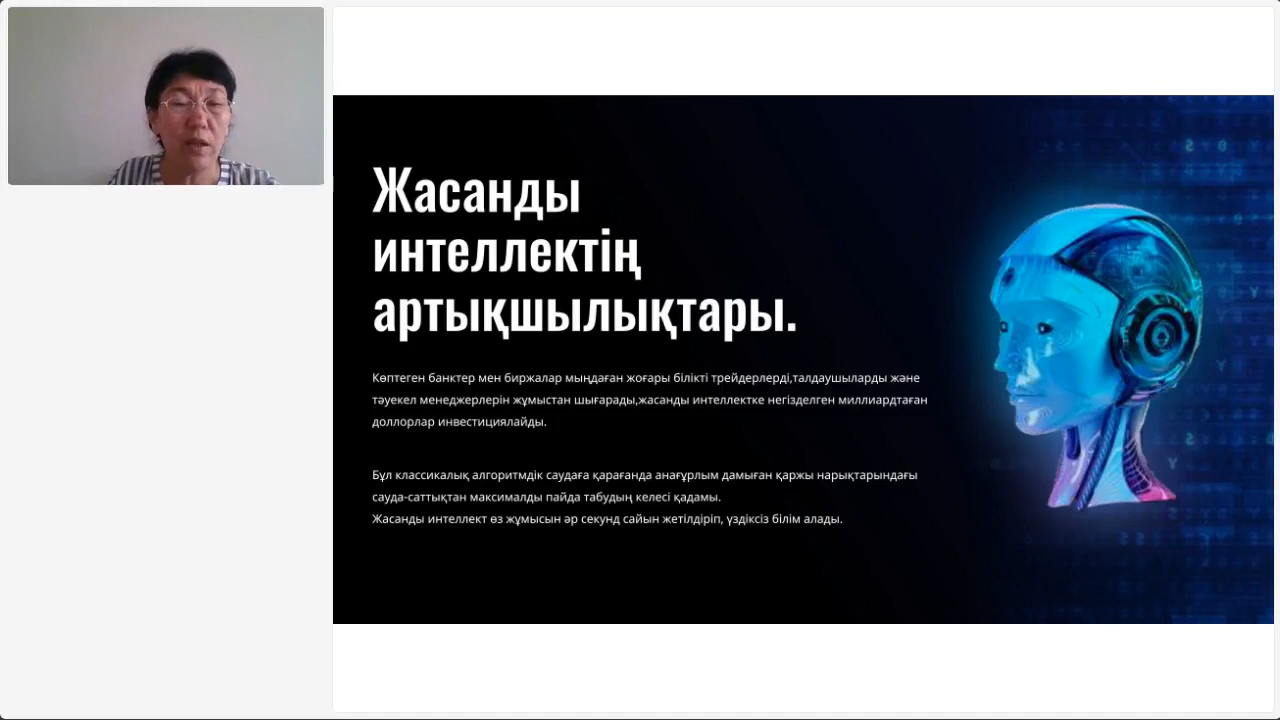 Жасанды
интеллектің
артықшылықтары.
Көптеген банктер мен биржалар мыңдаған жоғары білікті трейдерлерді,талдаушыларды және
тәуекел менеджерлерін жұмыстан шығарады,жасанды интеллектке негізделген миллиардтаған
доллорлар инвестициялайды.
Бұл классикалық алгоритмдік саудаға қарағанда анағұрлым дамыған қаржы нарықтарындағы
сауда-саттықтан максималды пайда табудың келесі қадамы.
Жасанды интеллект өз жұмысын әр секунд сайын жетілдіріп, үздіксіз білім алады.